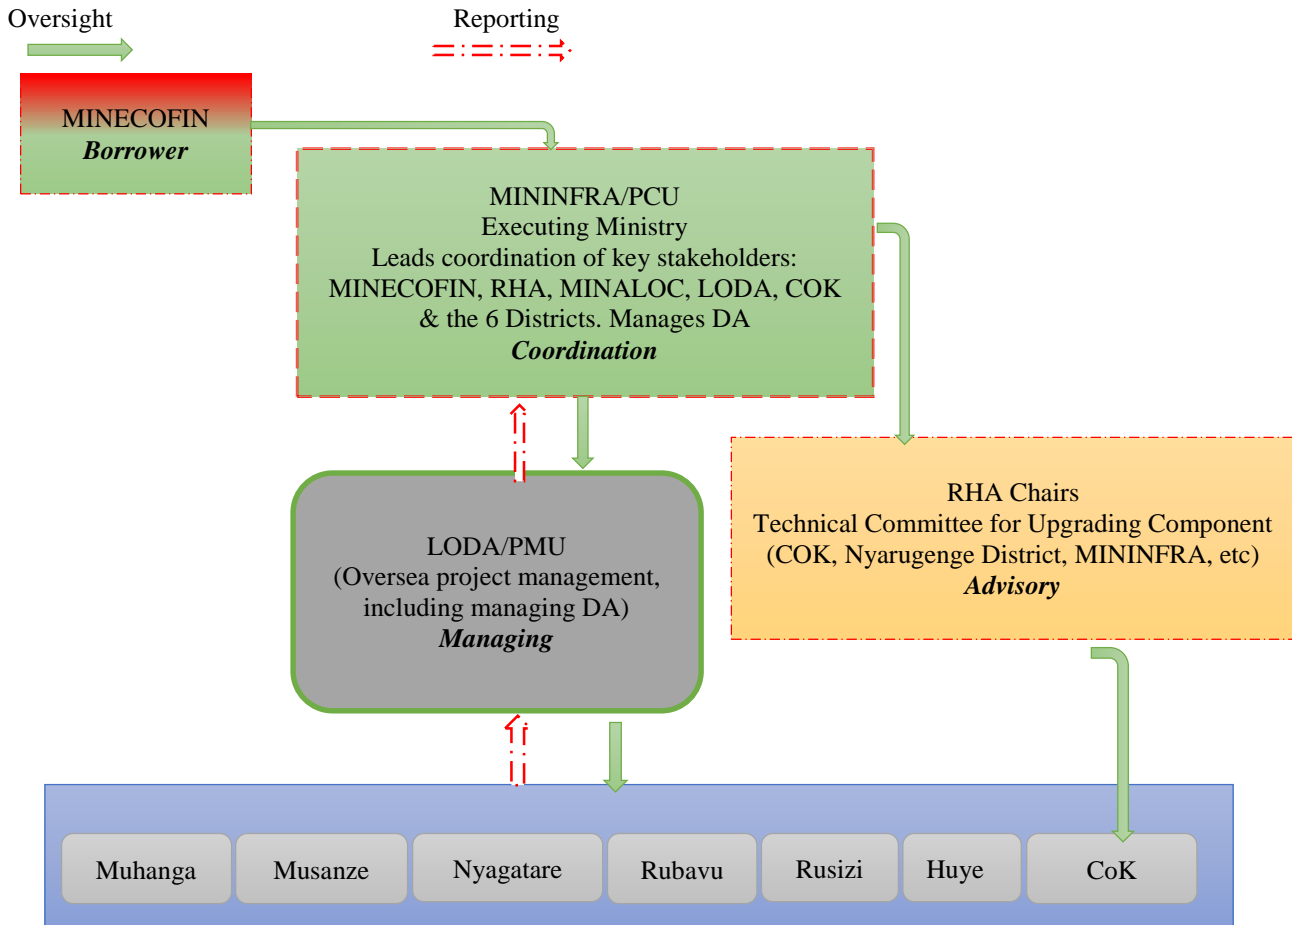 Oversight
Reporting
MINECOFIN
Borrower
MININFRA/PCU
Executing Ministry
Leads coordination of key stakeholders:
MINECOFIN, RHA, MINALOC, LODA, COK
& the 6 Districts. Manages DA
Coordination
RHA Chairs
Technical Committee for Upgrading Component
(COK, Nyarugenge District, MININFRA, etc)
Advisory
LODA/PMU
(Oversea project management,
including managing DA)
Managing
Muhanga
Musanze
Nyagatare
Rubavu
Rusizi
Huye
CoK